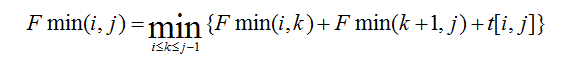 F min(i, j) = min {F min(i,k) + F min(k +1, j) + t[i, j]}
i≤k≤j−1